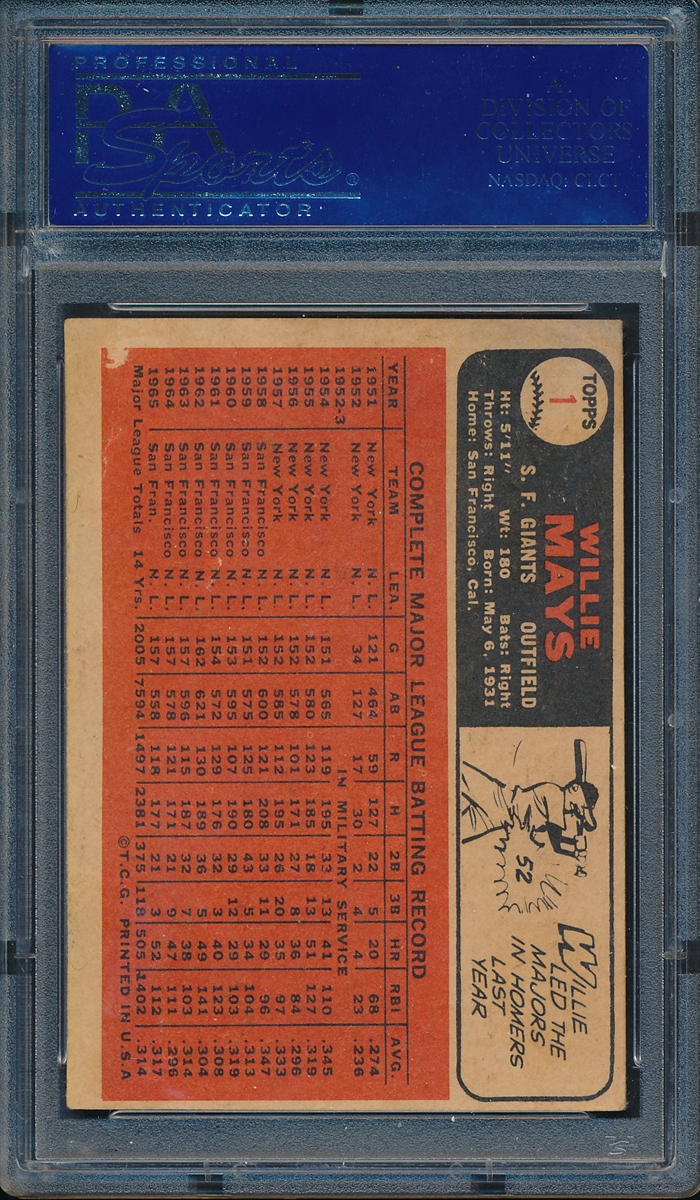 PROFESSIONAL
PSA
Sports®
AUTHENTICATOR
A
DIVISION OF
COLLECTORS
UNIVERSE
NASDAQ: CLCT
TOPPS
1
WILLIE
MAYS
S. F. GIANTS OUTFIELD
Ht: 5'11" Wt: 180 Bats: Right
Throws: Right Born: May 6, 1931
Home: San Francisco, Cal.
52
WILLIE
LED THE
MAJORS
IN HOMERS
LAST
YEAR
COMPLETE MAJOR LEAGUE BATTING RECORD
YEAR TEAM LEA. G AB R H 2B 3B HR RBI AVG.
1951 New York N. L. 121 464 59 127 22 5 20 68 .274
1952 New York N. L. 34 127 17 30 2 4 4 23 .236
1952-3 IN MILITARY SERVICE
1954 New York N. L. 151 565 119 195 33 13 41 110 .345
1955 New York N. L. 152 580 123 185 18 13 51 127 .319
1956 New York N. L. 152 578 101 171 27 8 36 84 .296
1957 New York N. L. 152 585 112 195 26 20 35 97 .333
1958 San Francisco N. L. 152 600 121 208 33 11 29 96 .347
1959 San Francisco N. L. 151 575 125 180 43 5 34 104 .313
1960 San Francisco N. L. 153 595 107 190 29 12 29 103 .319
1961 San Francisco N. L. 154 572 129 176 32 3 40 123 .308
1962 San Francisco N. L. 162 621 130 189 36 5 49 141 .304
1963 San Francisco N. L. 157 596 115 187 32 7 38 103 .314
1964 San Francisco N. L. 157 578 121 171 21 9 47 111 .296
1965 San Fran. N. L. 157 558 118 177 21 3 52 112 .317
Major League Totals 14 Yrs. 2005 7594 1497 2381 375 118 505 1402 .314
©T.C.G. PRINTED IN U.S.A